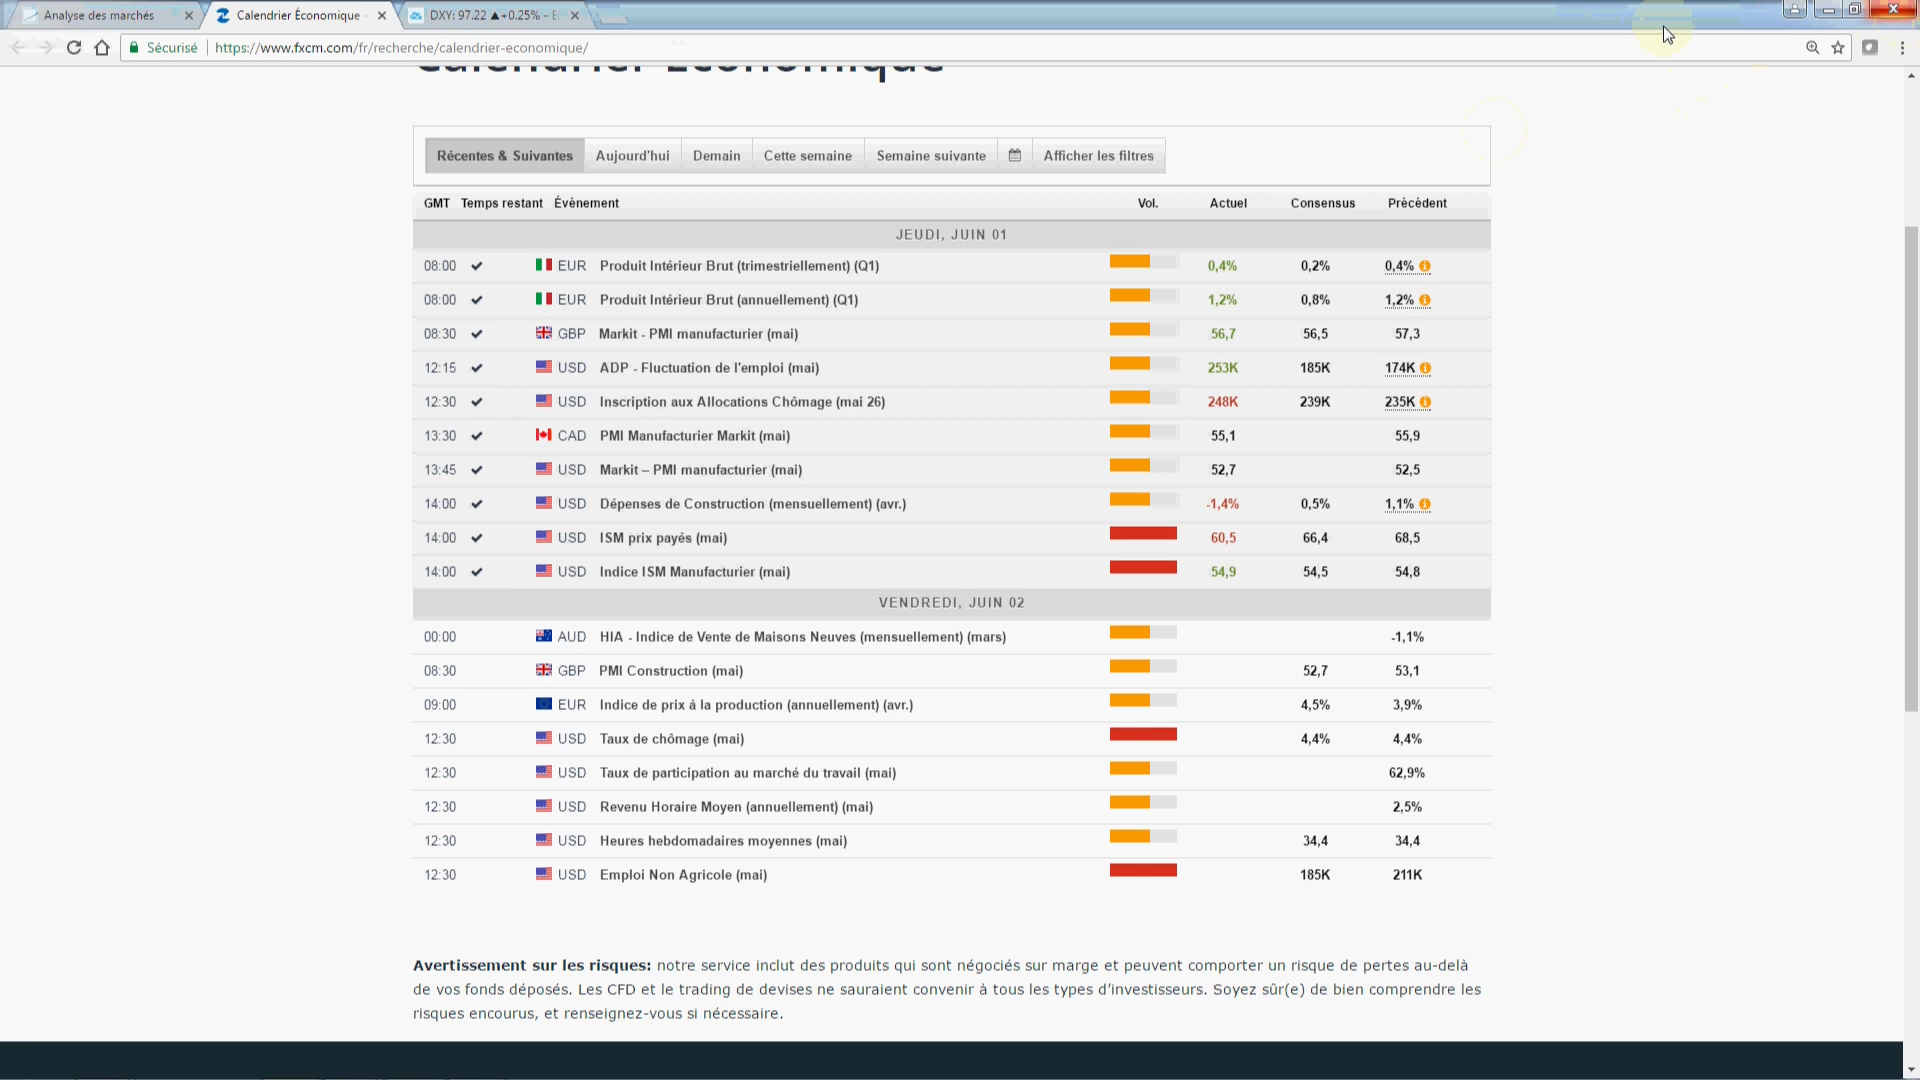 Analyse des marchés
Calendrier Économique -
DXY: 97.22 ▲+0.25% - E
Sécurisé | https://www.fxcm.com/fr/recherche/calendrier-economique/
Calendrier Économique
Récentes & Suivantes Aujourd'hui Demain Cette semaine Semaine suivante Afficher les filtres
GMT Temps restant Événement Vol. Actuel Consensus Précédent
JEUDI, JUIN 01
08:00 EUR Produit Intérieur Brut (trimestriellement) (Q1) 0,4% 0,2% 0,4%
08:00 EUR Produit Intérieur Brut (annuellement) (Q1) 1,2% 0,8% 1,2%
08:30 GBP Markit - PMI manufacturier (mai) 56,7 56,5 57,3
12:15 USD ADP - Fluctuation de l'emploi (mai) 253K 185K 174K
12:30 USD Inscription aux Allocations Chômage (mai 26) 248K 239K 235K
13:30 CAD PMI Manufacturier Markit (mai) 55,1 55,9
13:45 USD Markit – PMI manufacturier (mai) 52,7 52,5
14:00 USD Dépenses de Construction (mensuellement) (avr.) -1,4% 0,5% 1,1%
14:00 USD ISM prix payés (mai) 60,5 66,4 68,5
14:00 USD Indice ISM Manufacturier (mai) 54,9 54,5 54,8
VENDREDI, JUIN 02
00:00 AUD HIA - Indice de Vente de Maisons Neuves (mensuellement) (mars) -1,1%
08:30 GBP PMI Construction (mai) 52,7 53,1
09:00 EUR Indice de prix á la production (annuellement) (avr.) 4,5% 3,9%
12:30 USD Taux de chômage (mai) 4,4% 4,4%
12:30 USD Taux de participation au marché du travail (mai) 62,9%
12:30 USD Revenu Horaire Moyen (annuellement) (mai) 2,5%
12:30 USD Heures hebdomadaires moyennes (mai) 34,4 34,4
12:30 USD Emploi Non Agricole (mai) 185K 211K
Avertissement sur les risques: notre service inclut des produits qui sont négociés sur marge et peuvent comporter un risque de pertes au-delà
de vos fonds déposés. Les CFD et le trading de devises ne sauraient convenir à tous les types d'investisseurs. Soyez sûr(e) de bien comprendre les
risques encourus, et renseignez-vous si nécessaire.